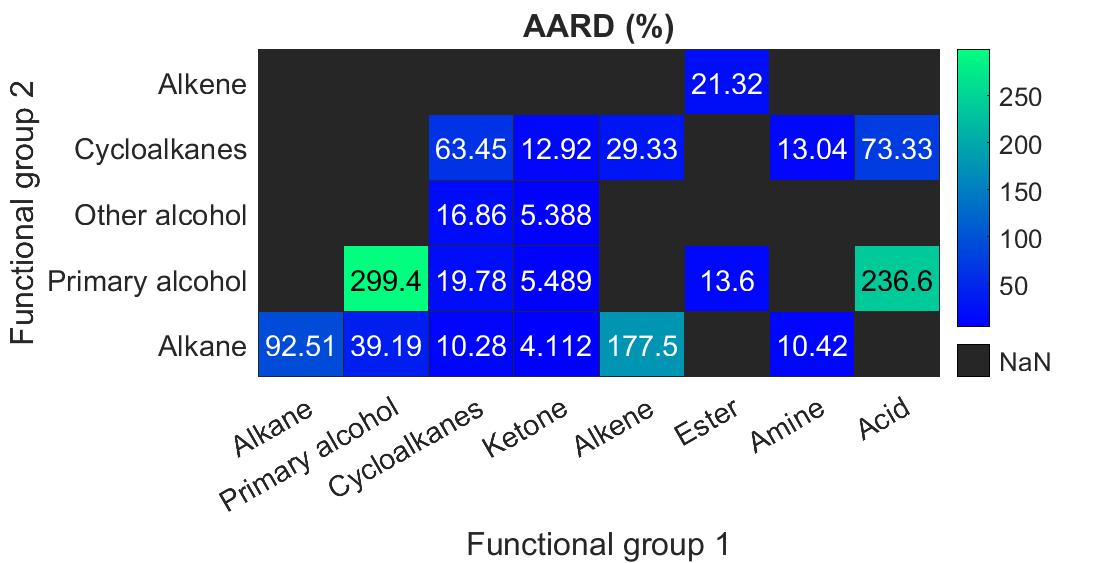 AARD (%)
Functional group 2
Alkene
21.32
Cycloalkanes
63.45 12.92 29.33 13.04 73.33
Other alcohol
16.86 5.388
Primary alcohol
299.4 19.78 5.489 13.6 236.6
Alkane
92.51 39.19 10.28 4.112 177.5 10.42
250
200
150
100
50
NaN
Alkane
Primary alcohol
Cycloalkanes
Ketone
Alkene
Ester
Amine
Acid
Functional group 1